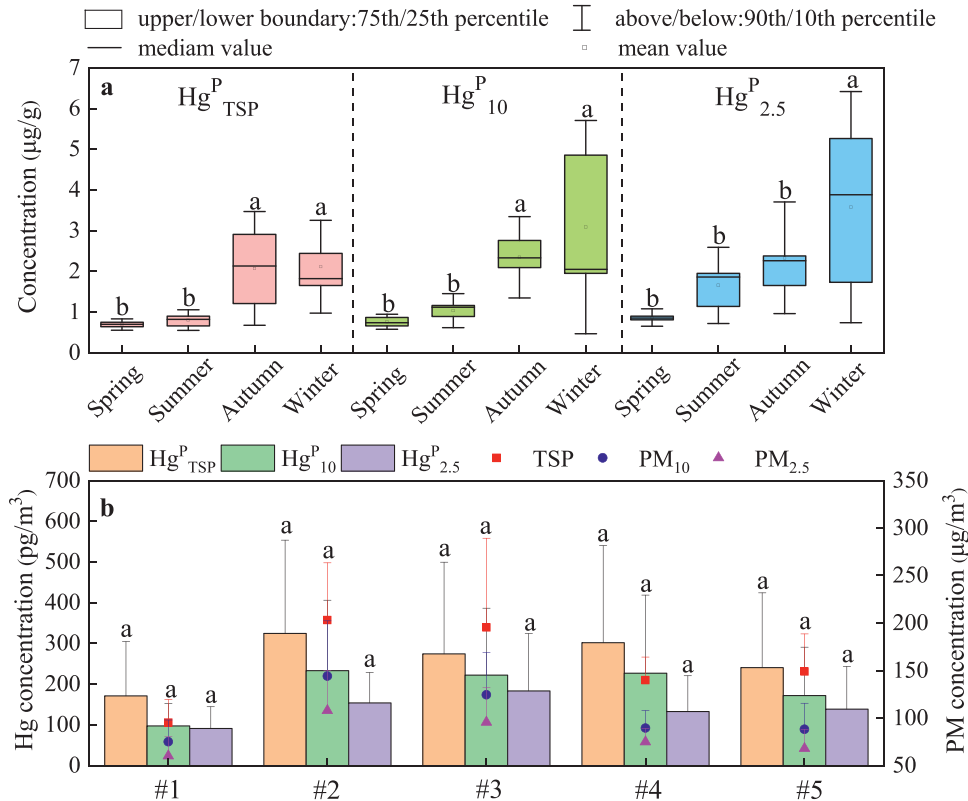 upper/lower boundary:75th/25th percentile above/below:90th/10th percentile
mediam value mean value
a Hg^P_TSP Hg^P_10 Hg^P_2.5
Concentration (μg/g)
7
6
5
4
3
2
1
0
b b a a b b a a b b b a
Spring Summer Autumn Winter Spring Summer Autumn Winter Spring Summer Autumn Winter
Hg^P_TSP Hg^P_10 Hg^P_2.5 TSP PM_10 PM_2.5
b
Hg concentration (pg/m³)
700
600
500
400
300
200
100
0
a a a a a a a a a a a a a a a
350
300
250
200
150
100
50
PM concentration (μg/m³)
#1 #2 #3 #4 #5